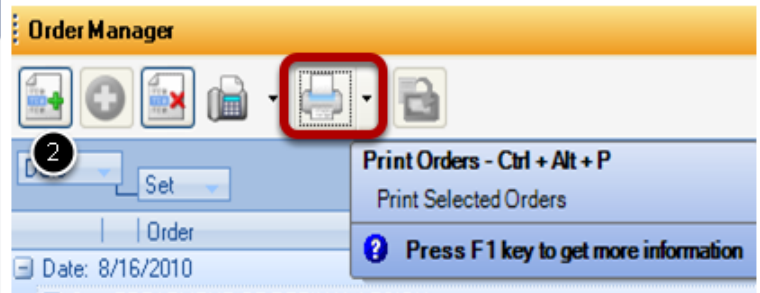 Order Manager
2
Set
Print Orders - Ctrl + Alt + P
Print Selected Orders
Order
Press F1 key to get more information
Date: 8/16/2010